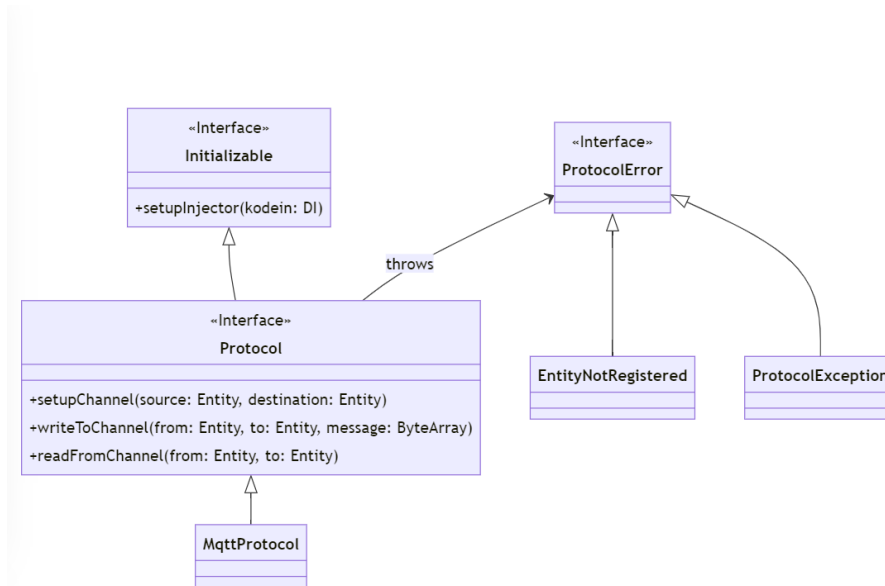 «Interface»
Initializable
+setupInjector(kodein: DI)
«Interface»
ProtocolError
throws
«Interface»
Protocol
+setupChannel(source: Entity, destination: Entity)
+writeToChannel(from: Entity, to: Entity, message: ByteArray)
+readFromChannel(from: Entity, to: Entity)
EntityNotRegistered
ProtocolException
MqttProtocol